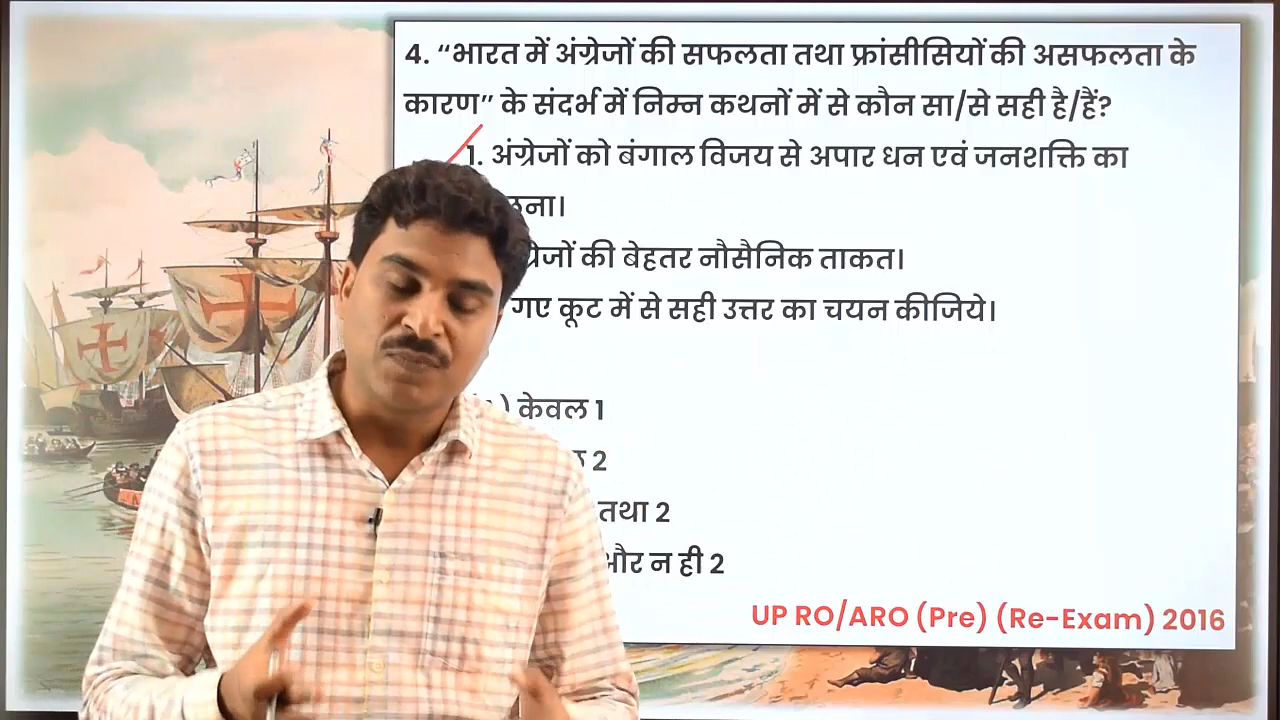 4. “भारत में अंग्रेजों की सफलता तथा फ्रांसीसियों की असफलता के
कारण” के संदर्भ में निम्न कथनों में से कौन सा/से सही है/हैं?
1. अंग्रेजों को बंगाल विजय से अपार धन एवं जनशक्ति का
की बेहतर नौसैनिक ताकत।
गए कूट में से सही उत्तर का चयन कीजिये।
केवल 1
2
तथा 2
और न ही 2
UP RO/ARO (Pre) (Re-Exam) 2016